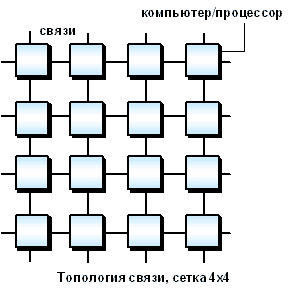 компьютер/процессор
связи
Топология связи, сетка 4x4